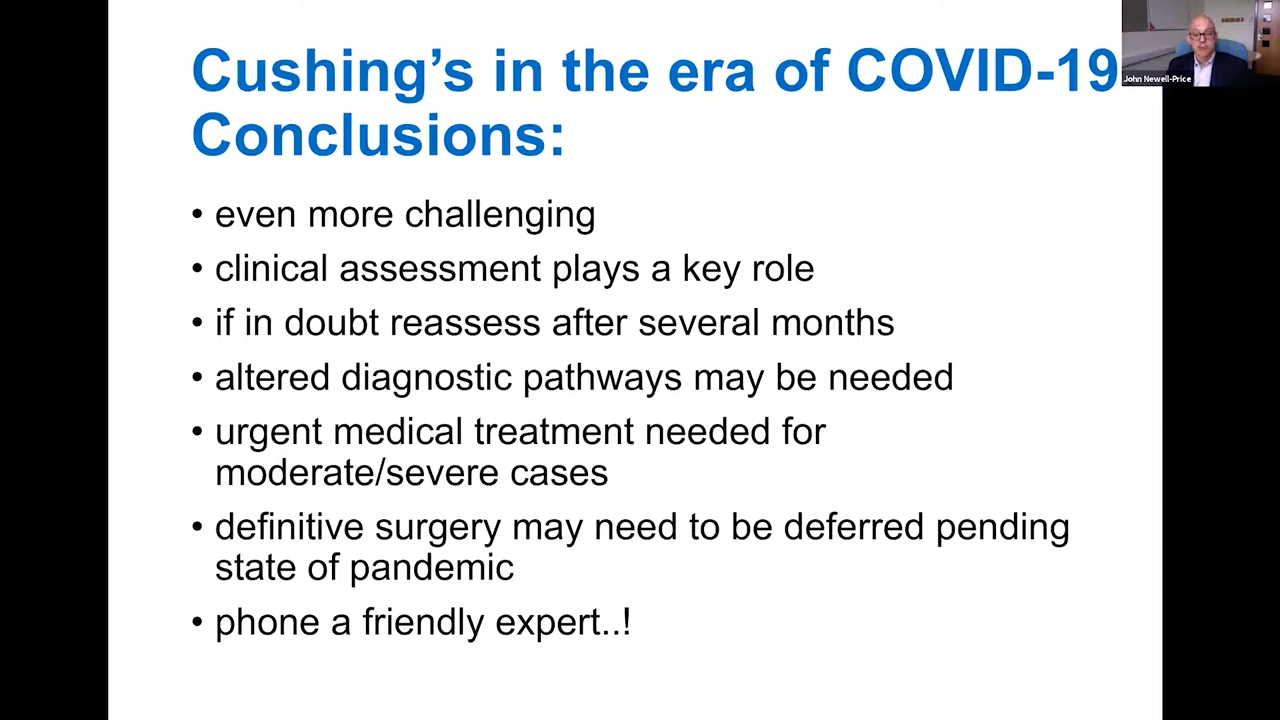 Cushing's in the era of COVID-19
Conclusions:
• even more challenging
• clinical assessment plays a key role
• if in doubt reassess after several months
• altered diagnostic pathways may be needed
• urgent medical treatment needed for
moderate/severe cases
• definitive surgery may need to be deferred pending
state of pandemic
• phone a friendly expert..!
John Newell-Price